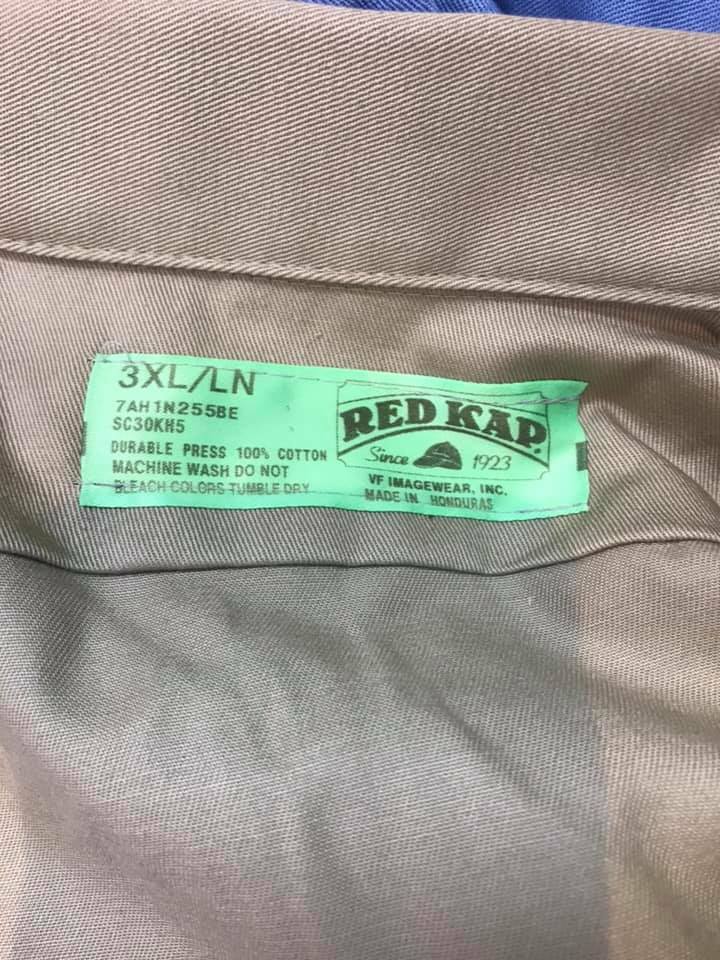 3XL/LN
7AH1N255BE
SC30KH5
DURABLE PRESS 100% COTTON
MACHINE WASH DO NOT
BLEACH COLORS TUMBLE DRY
RED KAP
Since 1923
VF IMAGEWEAR, INC.
MADE IN HONDURAS